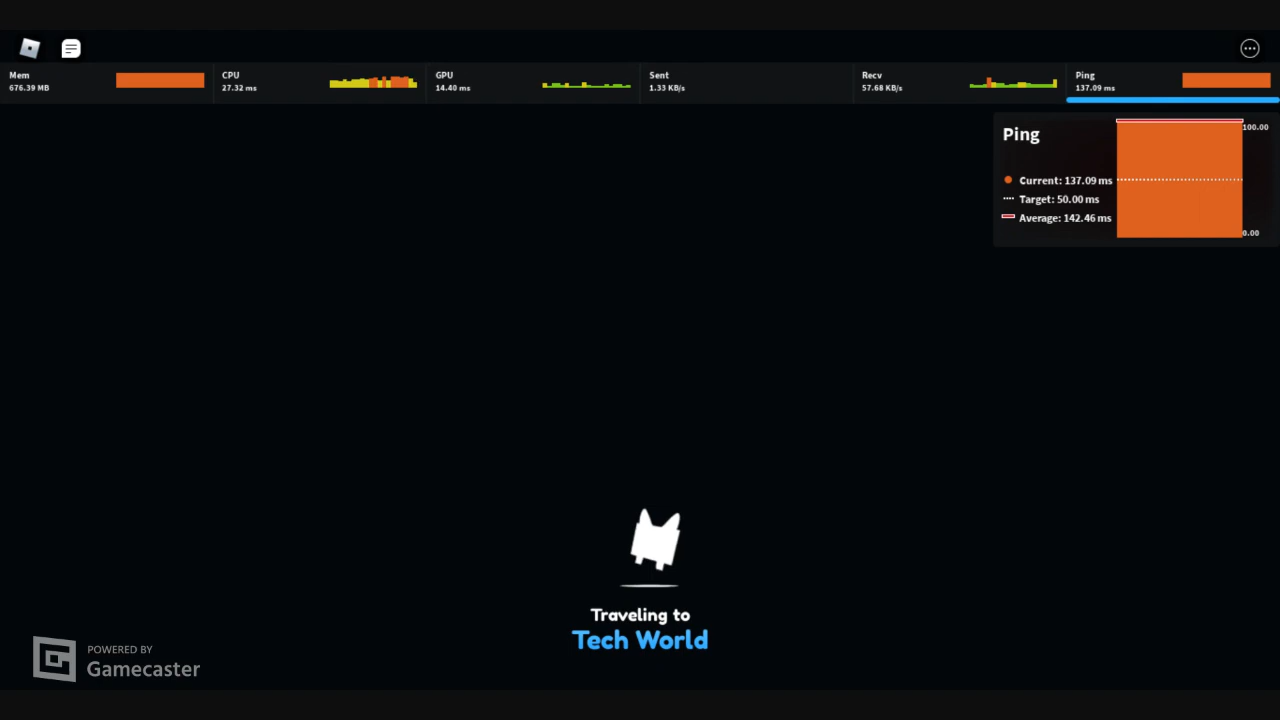 Mem
676.39 MB
CPU
27.32 ms
GPU
14.40 ms
Sent
1.33 KB/s
Recv
57.68 KB/s
Ping
137.09 ms
Ping
100.00
Current: 137.09 ms
Target: 50.00 ms
Average: 142.46 ms
0.00
Traveling to
Tech World
POWERED BY
Gamecaster